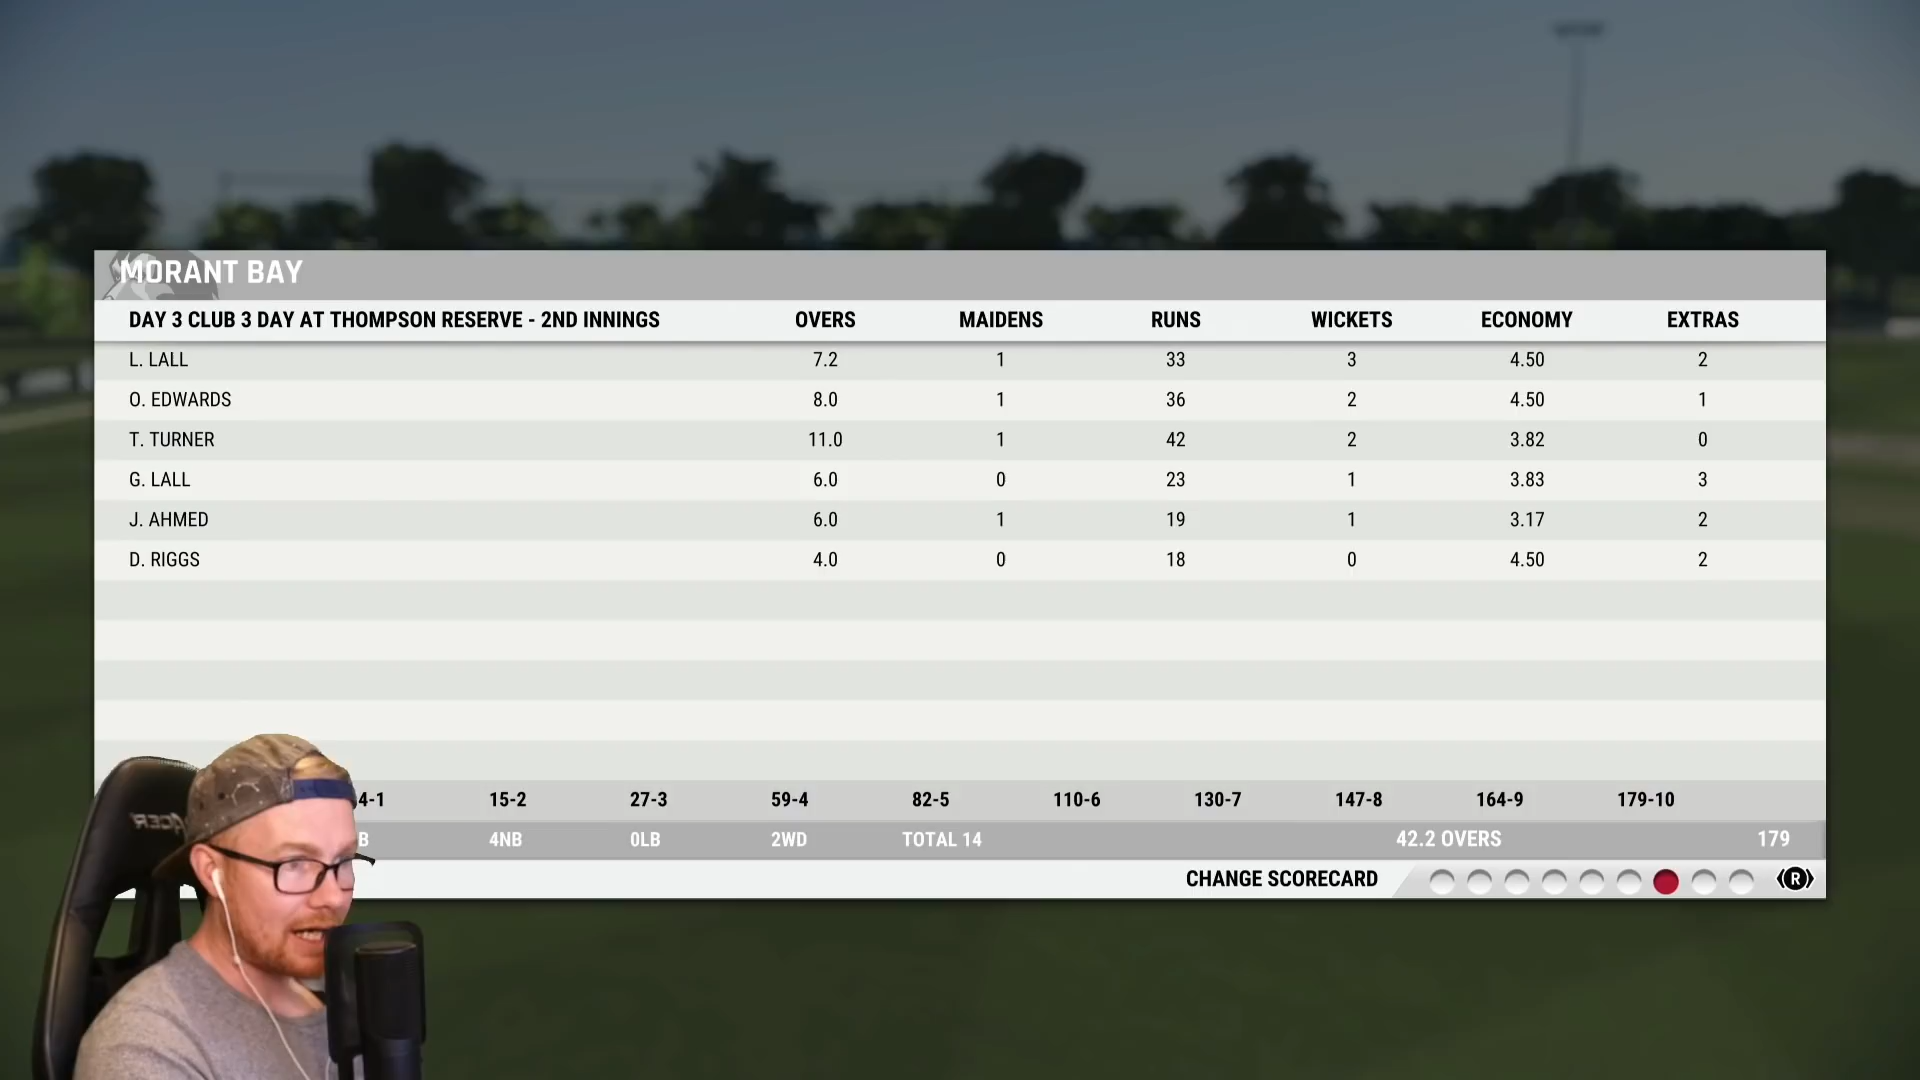 MORANT BAY
DAY 3 CLUB 3 DAY AT THOMPSON RESERVE - 2ND INNINGS OVERS MAIDENS RUNS WICKETS ECONOMY EXTRAS
L. LALL 7.2 1 33 3 4.50 2
O. EDWARDS 8.0 1 36 2 4.50 1
T. TURNER 11.0 1 42 2 3.82 0
G. LALL 6.0 0 23 1 3.83 3
J. AHMED 6.0 1 19 1 3.17 2
D. RIGGS 4.0 0 18 0 4.50 2
4-1 15-2 27-3 59-4 82-5 110-6 130-7 147-8 164-9 179-10
B 4NB 0LB 2WD TOTAL 14 42.2 OVERS 179
CHANGE SCORECARD R